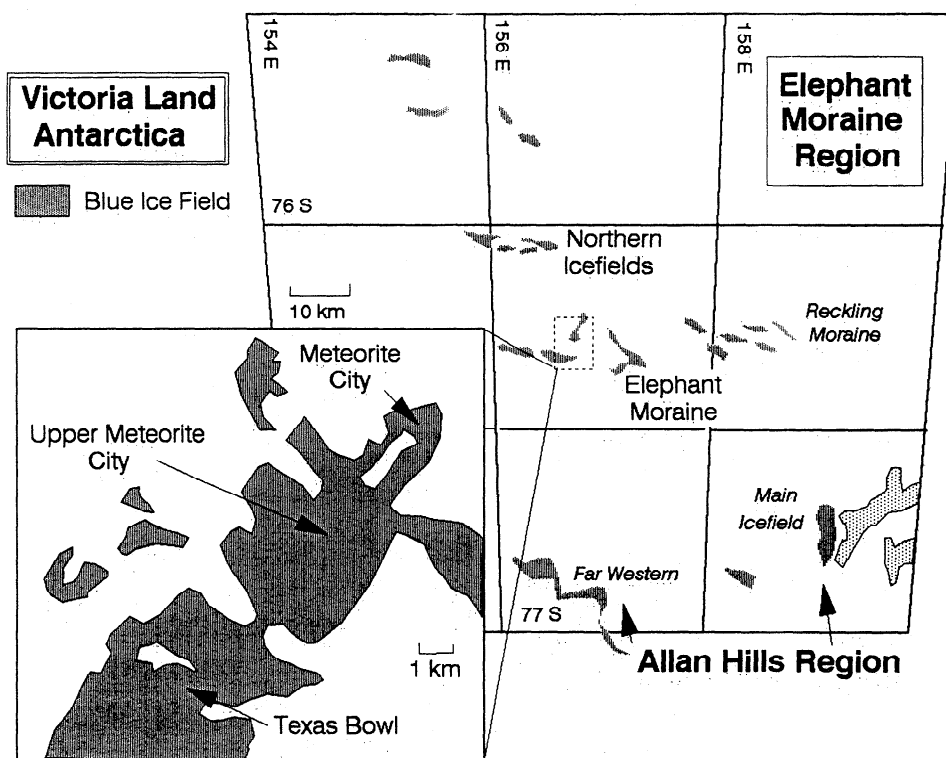 154 E
156 E
158 E
Victoria Land
Antarctica
Elephant
Moraine
Region
Blue Ice Field
76 S
Northern
Icefields
10 km
Reckling
Moraine
Meteorite
City
Elephant
Moraine
Upper Meteorite
City
Main
Icefield
Far Western
77 S
1 km
Allan Hills Region
Texas Bowl